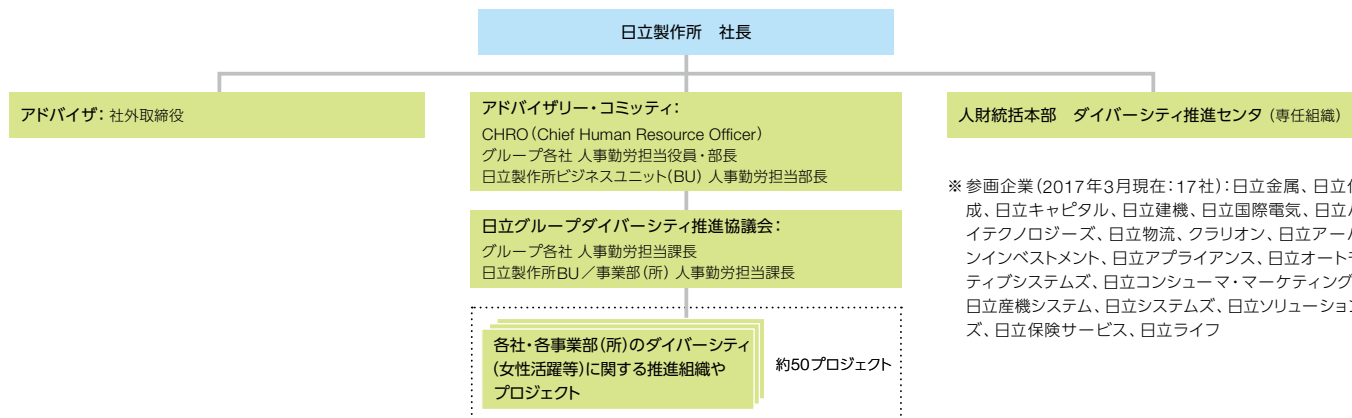 日立製作所　社長
アドバイザ：社外取締役
アドバイザリー・コミッティ：
CHRO（Chief Human Resource Officer）
グループ各社 人事勤労担当役員・部長
日立製作所ビジネスユニット（BU） 人事勤労担当部長
日立グループダイバーシティ推進協議会：
グループ各社 人事勤労担当課長
日立製作所BU／事業部（所） 人事勤労担当課長
各社・各事業部（所）のダイバーシティ
（女性活躍等）に関する推進組織や
プロジェクト
約50プロジェクト
人財統括本部　ダイバーシティ推進センタ（専任組織）
※ 参画企業（2017年3月現在：17社）：日立金属、日立
成、日立キャピタル、日立建機、日立国際電気、日立
イテクノロジーズ、日立物流、クラリオン、日立アー
ンインベストメント、日立アプライアンス、日立オート
ティブシステムズ、日立コンシューマ・マーケティング
日立産機システム、日立システムズ、日立ソリューション
ズ、日立保険サービス、日立ライフ